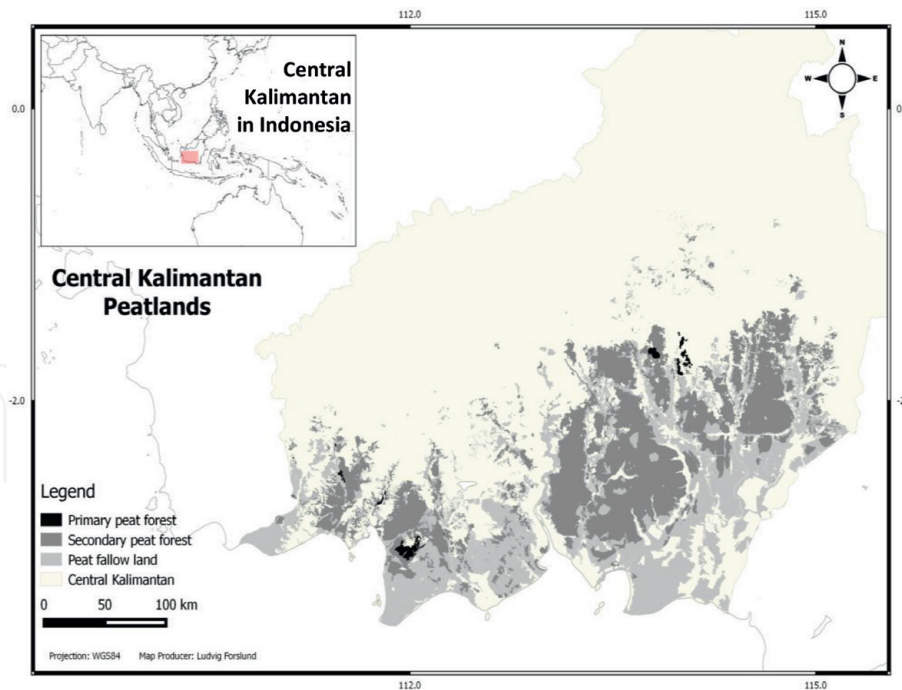 112.0
115.0
Central
Kalimantan
in Indonesia
N
W
E
S
0.0
Central Kalimantan
Peatlands
-2.0
Legend
Primary peat forest
Secondary peat forest
Peat fallow land
Central Kalimantan
0 50 100 km
Projection: WGS84 Map Producer: Ludvig Forslund
112.0
115.0